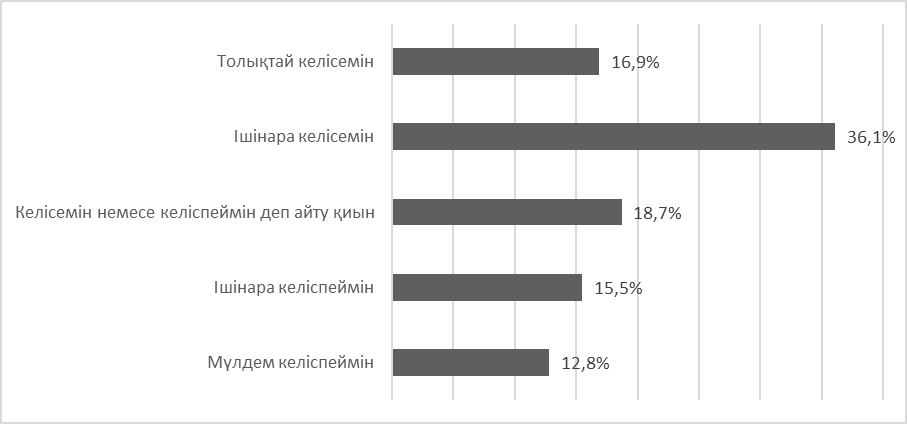 Толықтай келісемін
16,9%
Ішінара келісемін
36,1%
Келісемін немесе келіспеймін деп айту қиын
18,7%
Ішінара келіспеймін
15,5%
Мүлдем келіспеймін
12,8%